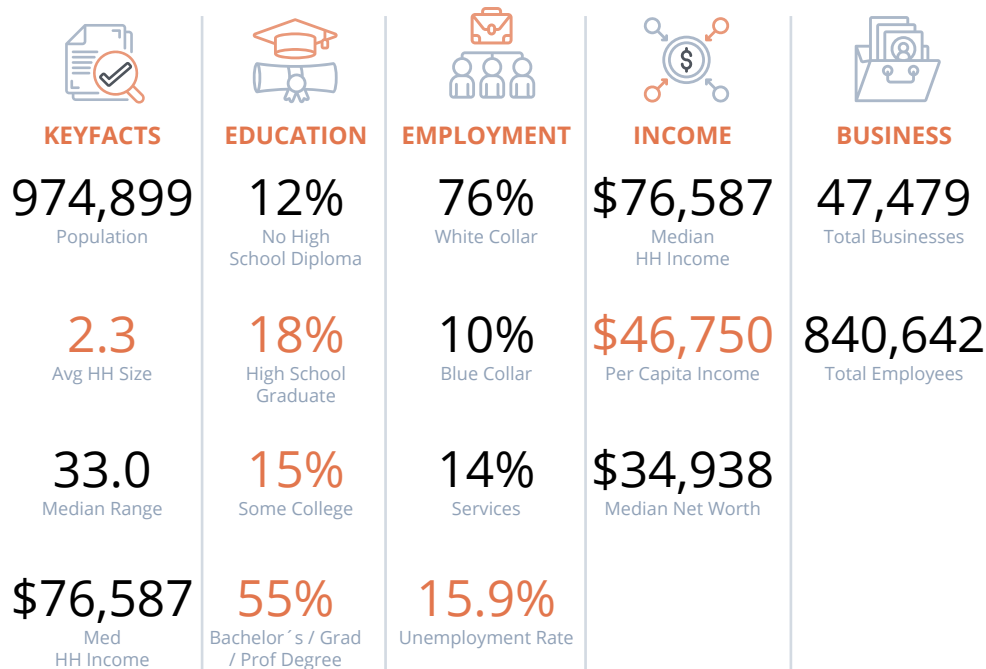 KEYFACTS
974,899
Population
2.3
Avg HH Size
33.0
Median Range
$76,587
Med
HH Income
EDUCATION
12%
No High
School Diploma
18%
High School
Graduate
15%
Some College
55%
Bachelor´s / Grad
/ Prof Degree
EMPLOYMENT
76%
White Collar
10%
Blue Collar
14%
Services
15.9%
Unemployment Rate
INCOME
$
$76,587
Median
HH Income
$46,750
Per Capita Income
$34,938
Median Net Worth
BUSINESS
47,479
Total Businesses
840,642
Total Employees